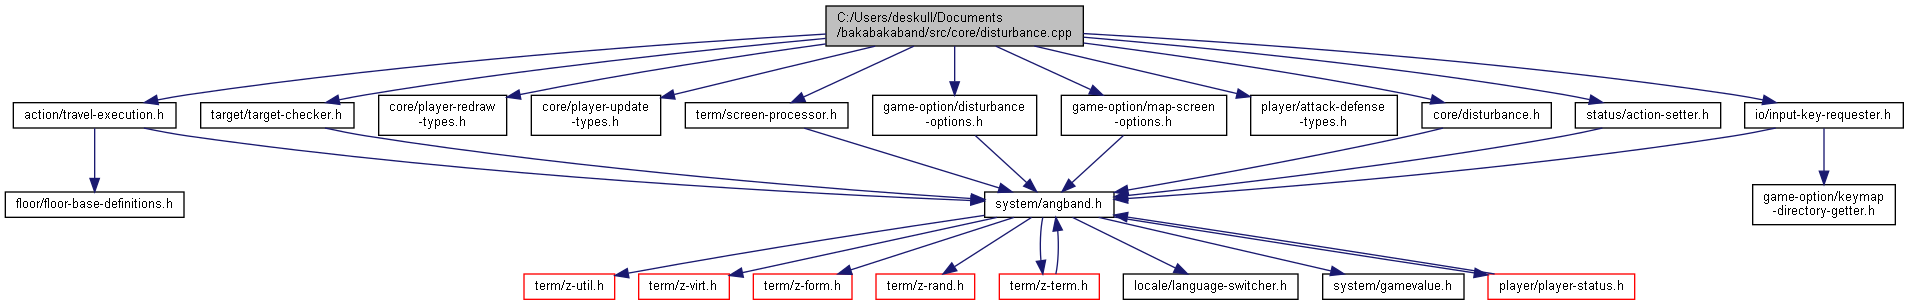 C:/Users/deskull/Documents
/bakabakaband/src/core/disturbance.cpp
action/travel-execution.h
target/target-checker.h
core/player-redraw
-types.h
core/player-update
-types.h
term/screen-processor.h
game-option/disturbance
-options.h
game-option/map-screen
-options.h
player/attack-defense
-types.h
core/disturbance.h
status/action-setter.h
io/input-key-requester.h
floor/floor-base-definitions.h
system/angband.h
game-option/keymap
-directory-getter.h
term/z-util.h
term/z-virt.h
term/z-form.h
term/z-rand.h
term/z-term.h
locale/language-switcher.h
system/gamevalue.h
player/player-status.h